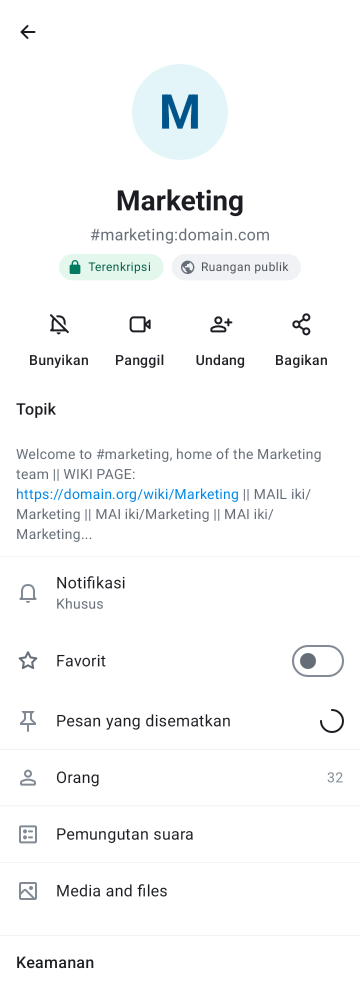 M
Marketing
#marketing:domain.com
Terenkripsi
Ruangan publik
Bunyikan
Panggil
Undang
Bagikan
Topik
Welcome to #marketing, home of the Marketing
team || WIKI PAGE:
https://domain.org/wiki/Marketing || MAIL iki/
Marketing || MAI iki/Marketing || MAI iki/
Marketing...
Notifikasi
Khusus
Favorit
Pesan yang disematkan
Orang 32
Pemungutan suara
Media and files
Keamanan